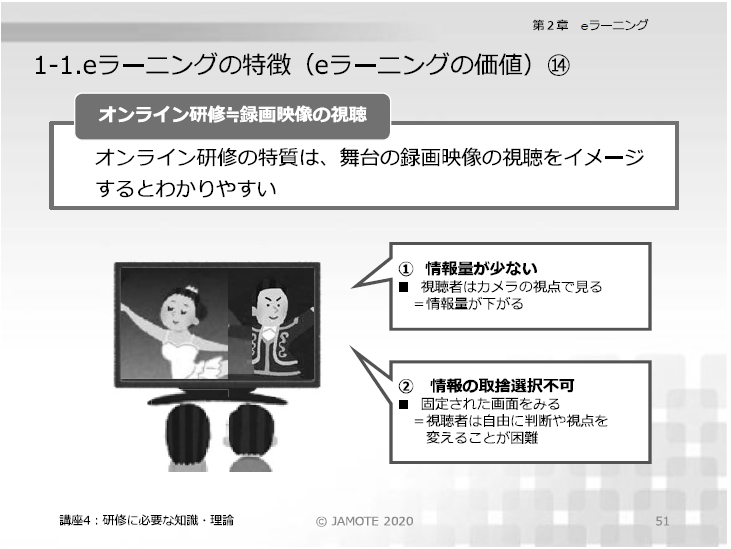 第2章　eラーニング
1-1.eラーニングの特徴（eラーニングの価値）⑭
オンライン研修≒録画映像の視聴
オンライン研修の特質は、舞台の録画映像の視聴をイメージ
するとわかりやすい
①　情報量が少ない
■　視聴者はカメラの視点で見る
＝情報量が下がる
②　情報の取捨選択不可
■　固定された画面をみる
＝視聴者は自由に判断や視点を
変えることが困難
講座4：研修に必要な知識・理論
© JAMOTE 2020
51